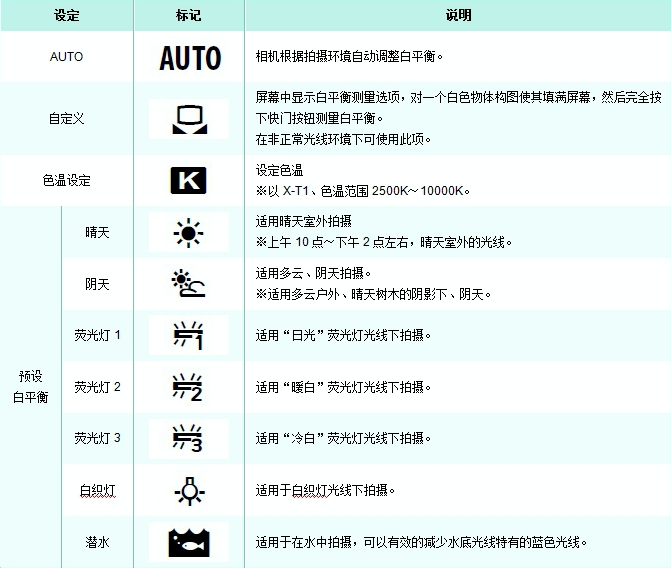 设定 标记 说明
AUTO AUTO 相机根据拍摄环境自动调整白平衡。
自定义 屏幕中显示白平衡测量选项，对一个白色物体构图使其填满屏幕，然后完全按
下快门按钮测量白平衡。
在非正常光线环境下可使用此项。
色温设定 K 设定色温
※以 X-T1、色温范围 2500K～10000K。
预设
白平衡
晴天 适用晴天室外拍摄
※上午 10 点～下午 2 点左右，晴天室外的光线。
阴天 适用多云、阴天拍摄。
※适用多云户外、晴天树木的阴影下、阴天。
荧光灯 1 1 适用“日光”荧光灯光线下拍摄。
荧光灯 2 2 适用“暖白”荧光灯光线下拍摄。
荧光灯 3 3 适用“冷白”荧光灯光线下拍摄。
白炽灯 适用于白炽灯光线下拍摄。
潜水 适用于在水中拍摄，可以有效的减少水底光线特有的蓝色光线。